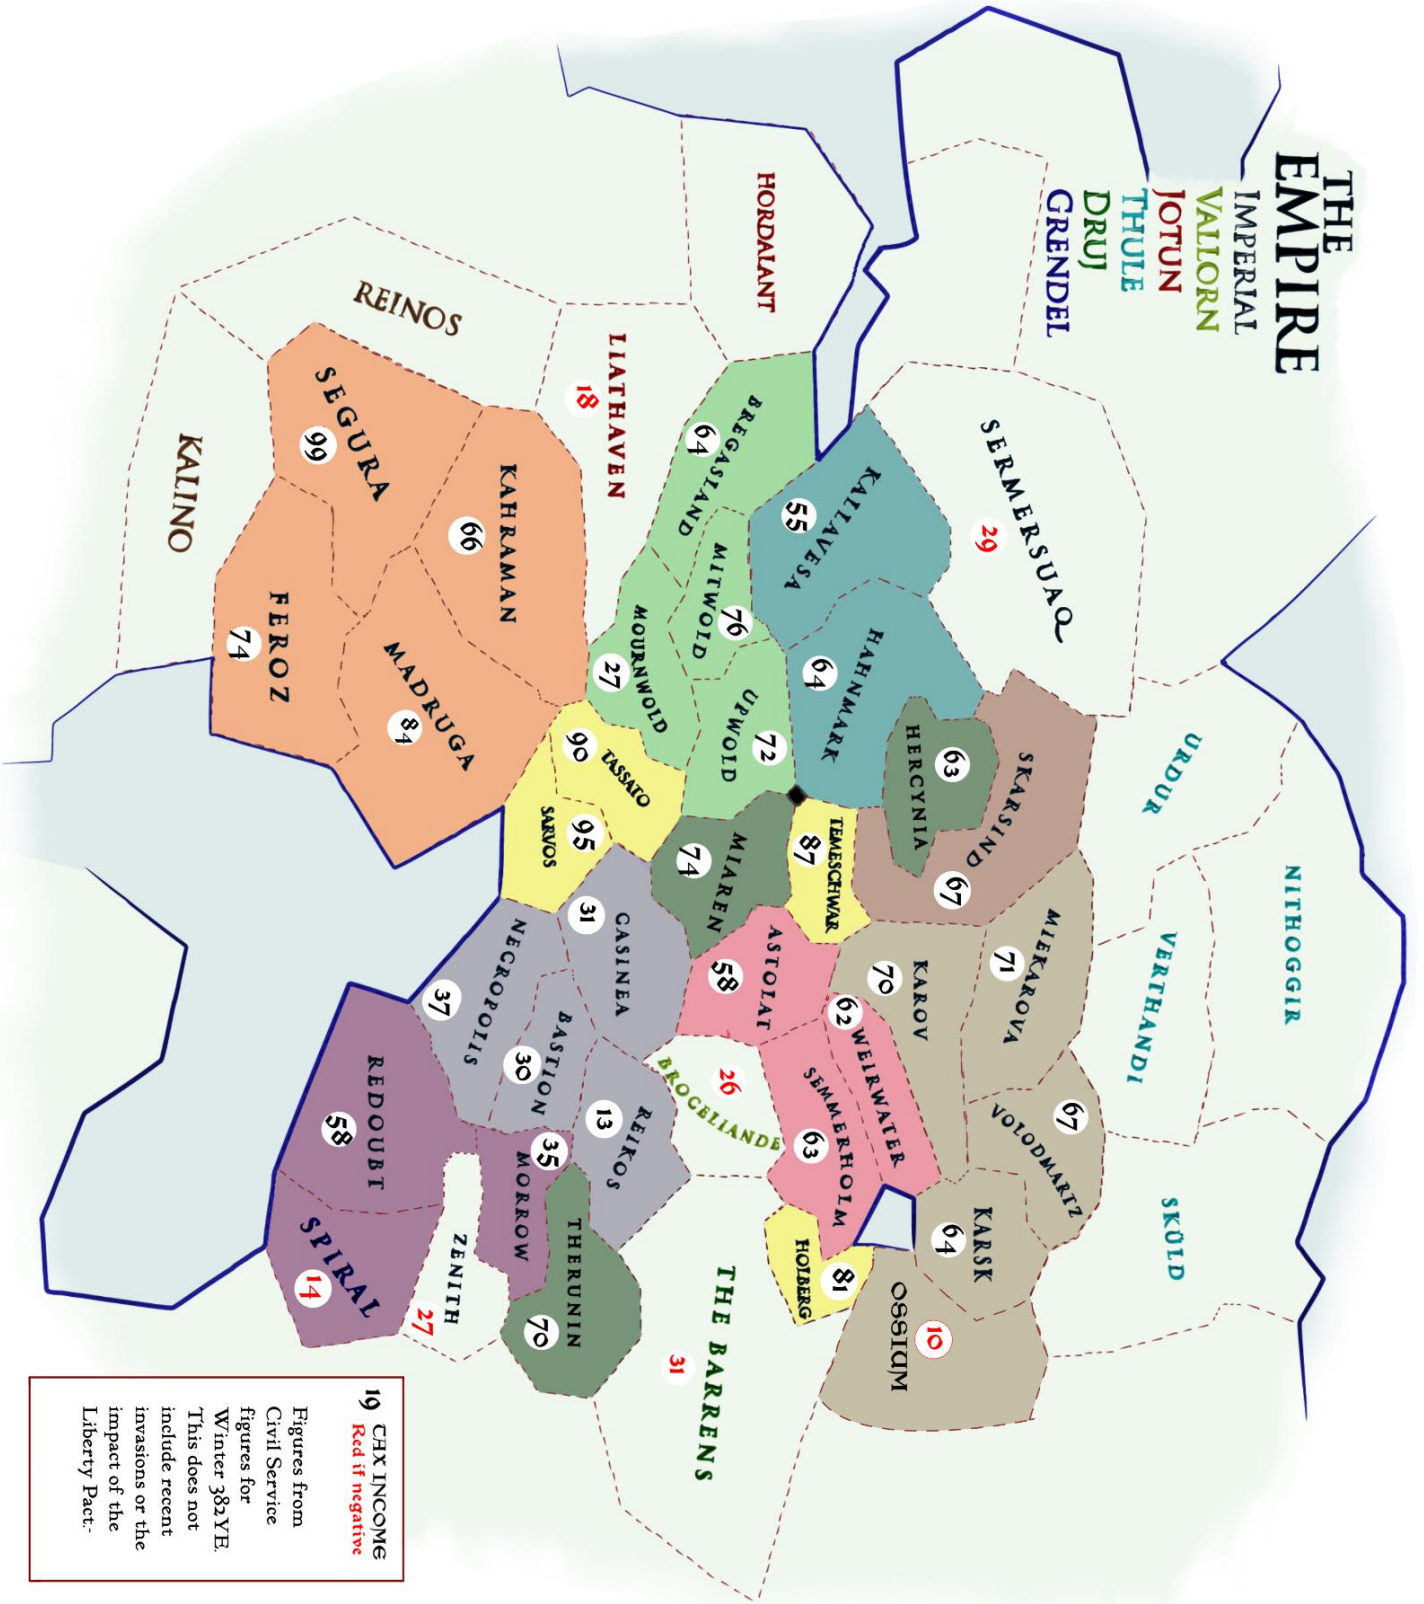 THE
EMPIRE
IMPERIAL
VALLORN
JOTUN
THULE
DRUJ
GRENDEL
NITHOGGIR
URDUR
VERTHANDI
SKÜLD
SERMERSUAQ
29
SKARSIND
67
MIEKAROVA
71
VOLODMARTZ
67
HERCYNIA
63
KAROV
70
KARSK
64
OSSIUM
10
KALLAVESA
55
HAHNMARK
64
TEMESCHWAR
87
WEIRWATER
62
SEMMERHOLM
63
HOLBERG
81
HORDALANT
BREGASLAND
64
MITWOLD
76
UPWOLD
72
MIAREN
74
ASTOLAT
58
BROCELIANDE
26
THE BARRENS
31
LIATHAVEN
18
MOURNWOLD
27
TASSATO
90
SARVOS
95
CASINEA
31
REIKOS
13
THERUNIN
70
KAHRAMAN
66
NECROPOLIS
37
BASTION
30
MORROW
35
ZENITH
27
REINOS
SEGURA
99
MADRUGA
84
REDOUBT
58
SPIRAL
14
KALINO
FEROZ
74
19 CHX INCOME
Red if negative
Figures from
Civil Service
figures for
Winter 382YE.
This does not
include recent
invasions or the
impact of the
Liberty Pact.-